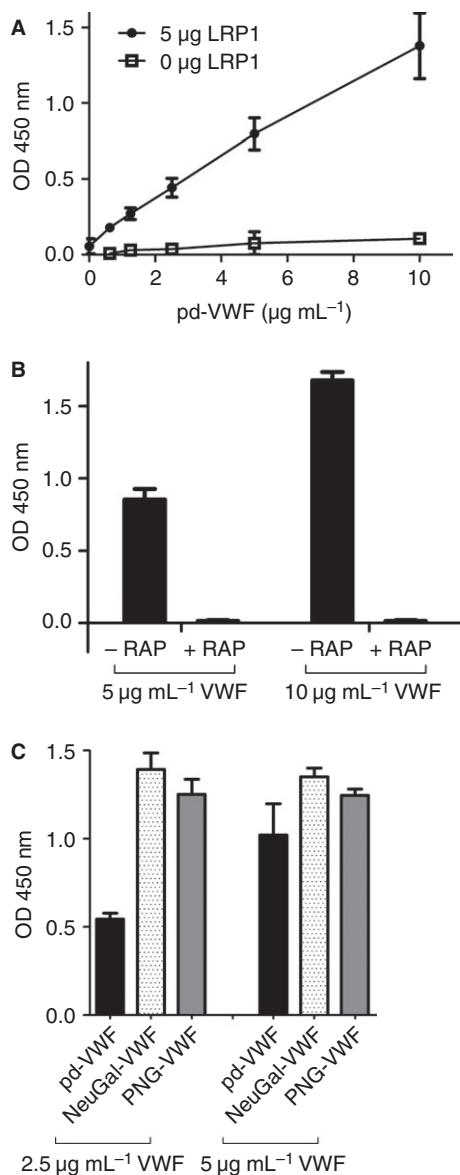 A
1.5
1.0
0.5
0.0
OD 450 nm
5 µg LRP1
0 µg LRP1
0 2 4 6 8 10
pd-VWF (µg mL⁻¹)
B
1.5
1.0
0.5
0.0
OD 450 nm
– RAP + RAP – RAP + RAP
5 µg mL⁻¹ VWF 10 µg mL⁻¹ VWF
C
1.5
1.0
0.5
0.0
OD 450 nm
pd-VWF NeuGal-VWF PNG-VWF pd-VWF NeuGal-VWF PNG-VWF
2.5 µg mL⁻¹ VWF 5 µg mL⁻¹ VWF